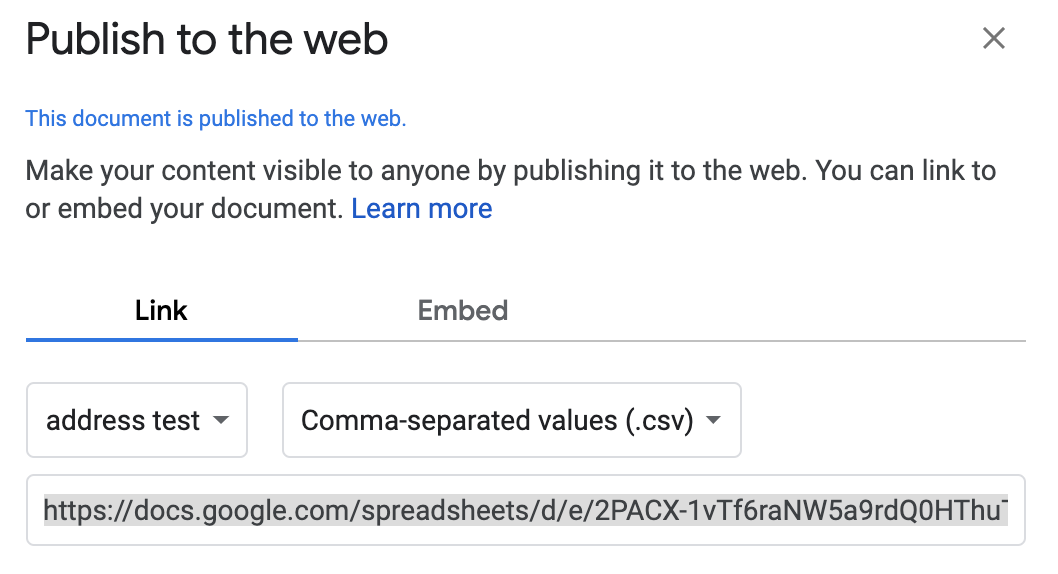 Publish to the web
This document is published to the web.
Make your content visible to anyone by publishing it to the web. You can link to
or embed your document. Learn more
Link Embed
address test Comma-separated values (.csv)
https://docs.google.com/spreadsheets/d/e/2PACX-1vTf6raNW5a9rdQ0HThu